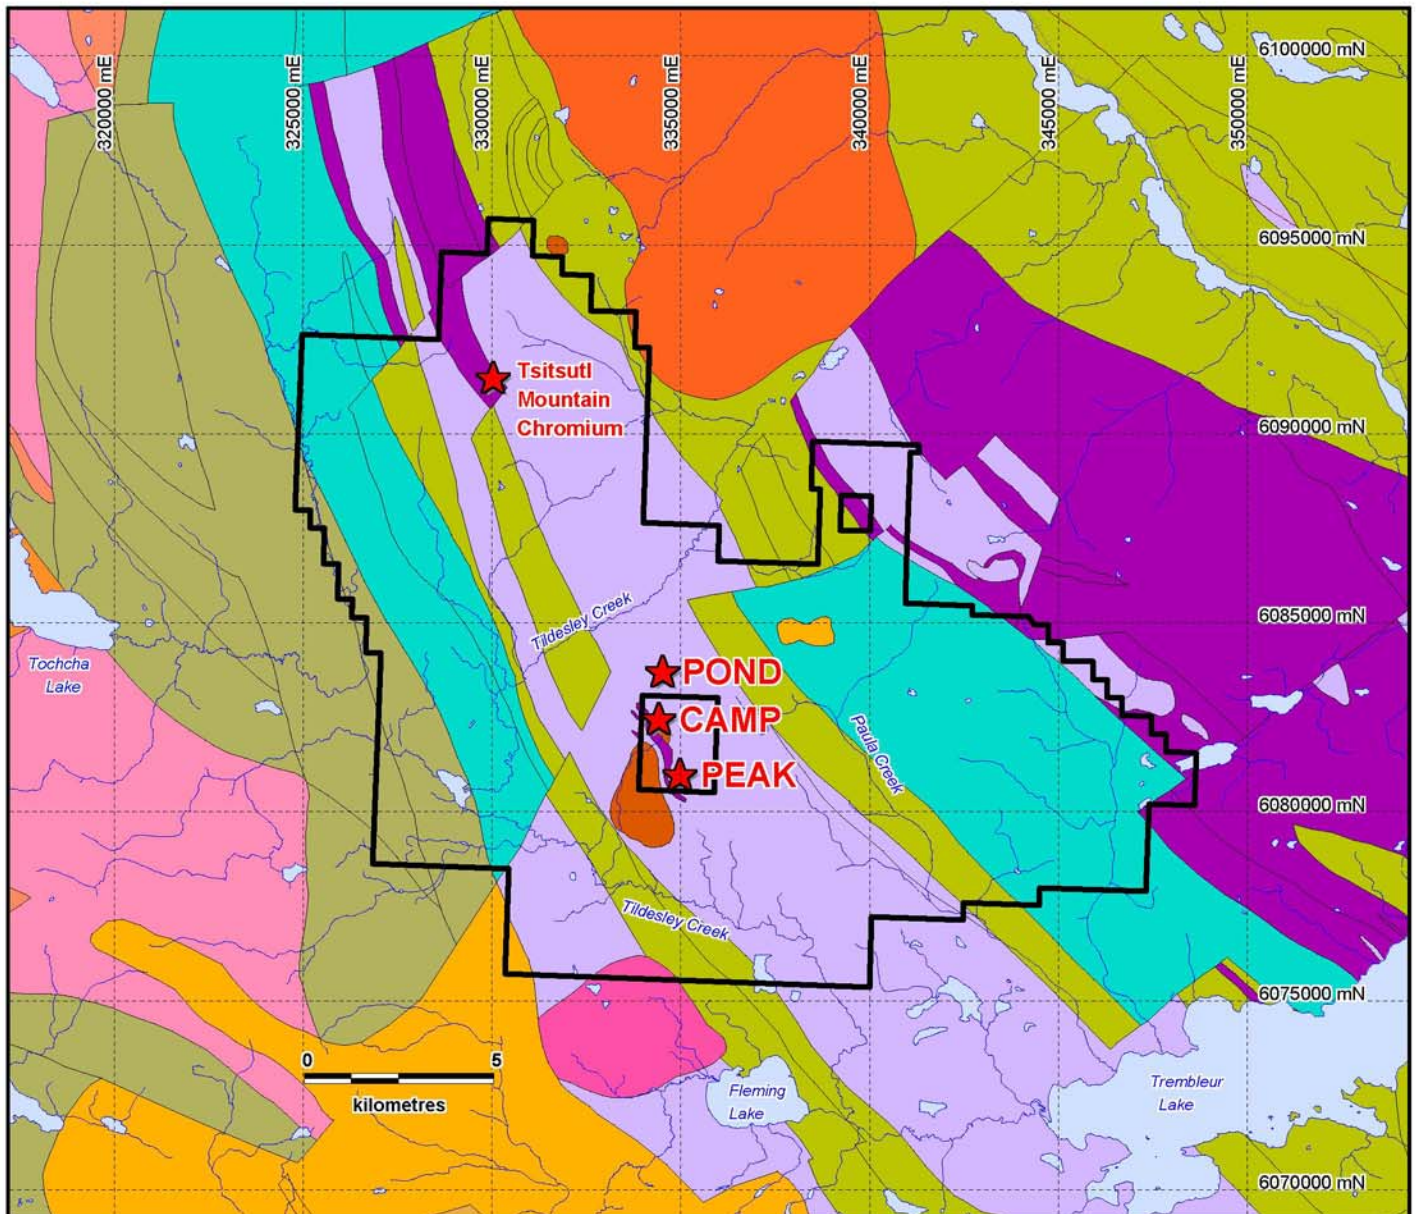 6100000 mN
320000 mE
325000 mE
330000 mE
335000 mE
340000 mE
345000 mE
350000 mE
6095000 mN
Tsitsutl
Mountain
Chromium
6090000 mN
Tildesley Creek
6085000 mN
Tochcha
Lake
POND
CAMP
Paula Creek
PEAK
6080000 mN
Tildesley Creek
6075000 mN
0 5
kilometres
Fleming
Lake
Trembleur
Lake
6070000 mN